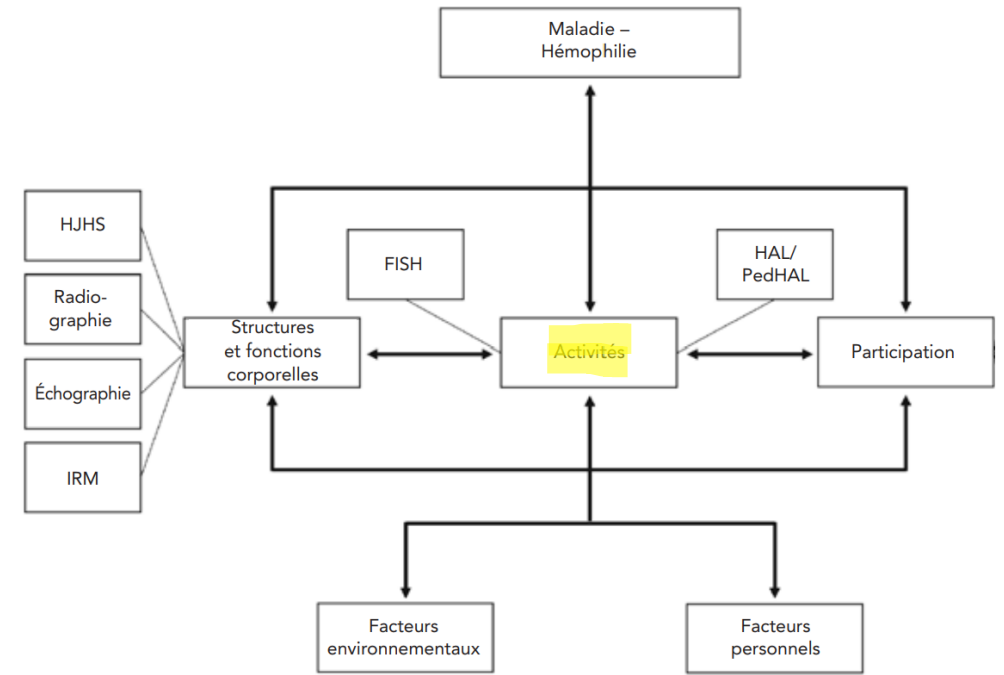 Maladie –
Hémophilie
HJHS
FISH
HAL/
PedHAL
Radio-
graphie
Structures
et fonctions
corporelles
Activités
Participation
Échographie
IRM
Facteurs
environnementaux
Facteurs
personnels